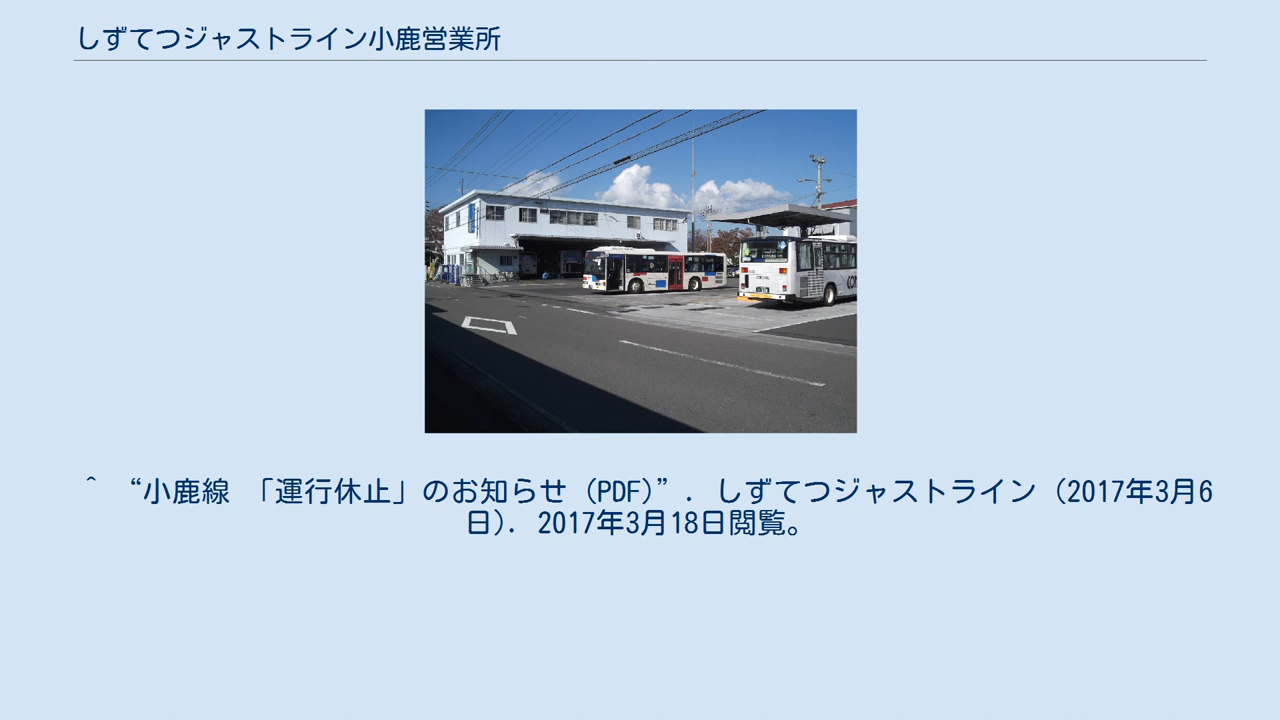 しずてつジャストライン小鹿営業所
^ “小鹿線 「運行休止」のお知らせ (PDF)”. しずてつジャストライン (2017年3月6
日). 2017年3月18日閲覧。